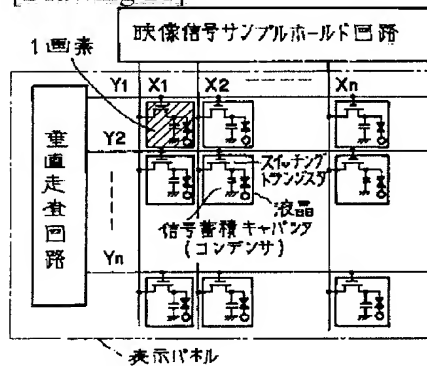 映像信号サンプルホールド回路
1画素
Y1 X1 X2 Xn
垂直走査回路
Y2
スイッチング
トランジスタ
液晶
信号蓄積キャパシタ
(コンデンサ)
Yn
表示パネル